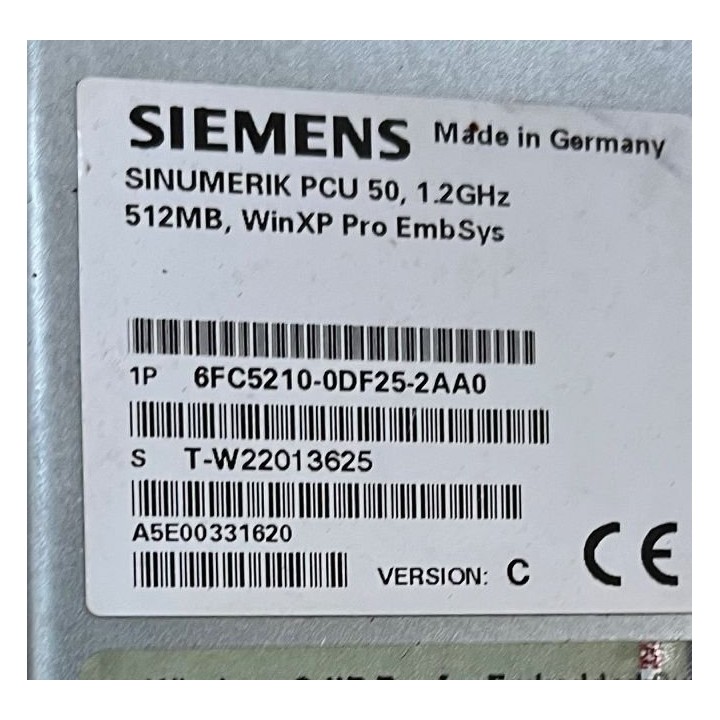 SIEMENS Made in Germany
SINUMERIK PCU 50, 1.2GHz
512MB, WinXP Pro EmbSys
1P 6FC5210-0DF25-2AA0
S T-W22013625
A5E00331620
VERSION: C CE